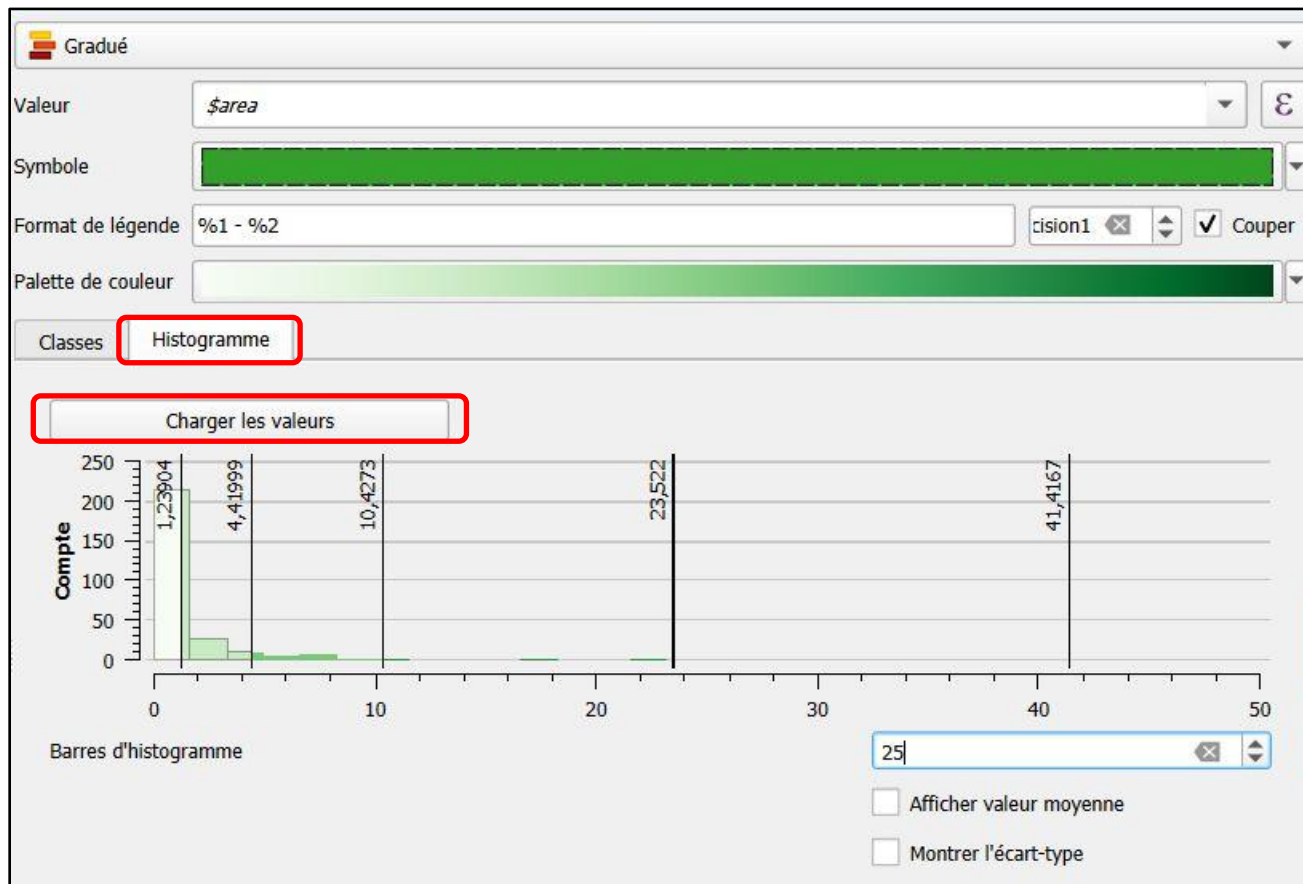 Gradué
Valeur $area ε
Symbole
Format de légende %1 - %2 cision1 Couper
Palette de couleur
Classes Histogramme
Charger les valeurs
250
200
150
100
50
0
Compte
1,23904
4,41999
10,4273
23,522
41,4167
0 10 20 30 40 50
Barres d'histogramme 25
Afficher valeur moyenne
Montrer l'écart-type